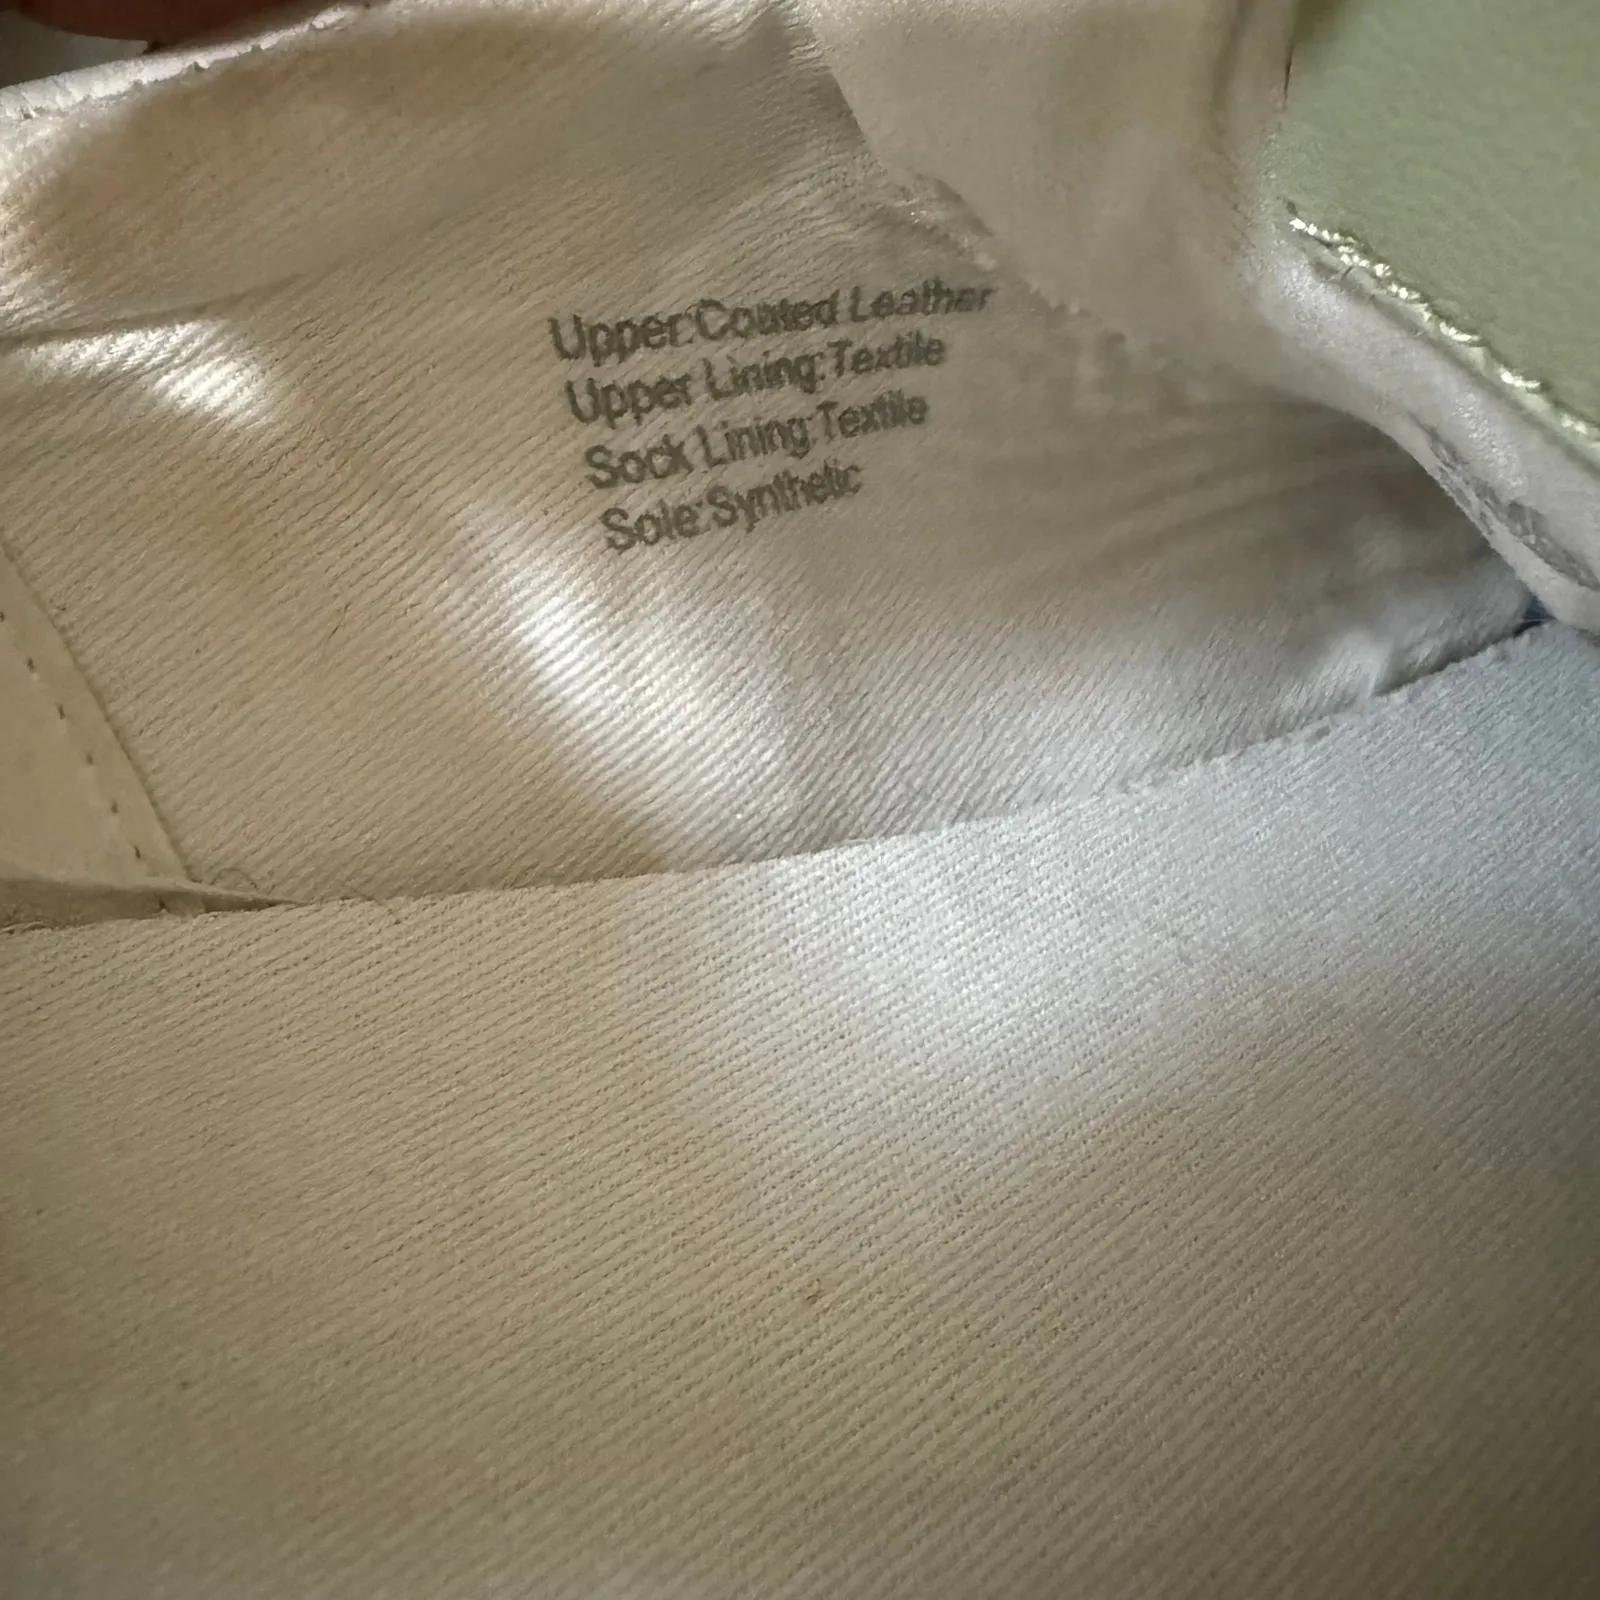 Upper:Coated Leather
Upper Lining:Textile
Sock Lining:Textile
Sole:Synthetic